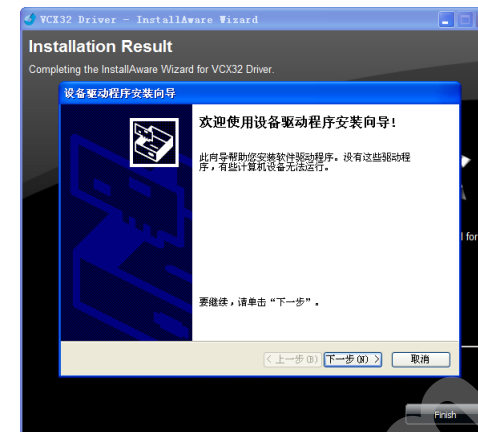 VCX32 Driver - InstallAware Wizard
Installation Result
Completing the InstallAware Wizard for VCX32 Driver.
设备驱动程序安装向导
欢迎使用设备驱动程序安装向导！
此向导帮助您安装软件驱动程序。没有这些驱动程
序，有些计算机设备无法运行。
l for
要继续，请单击“下一步”。
< 上一步(B) 下一步(N) > 取消
Finish